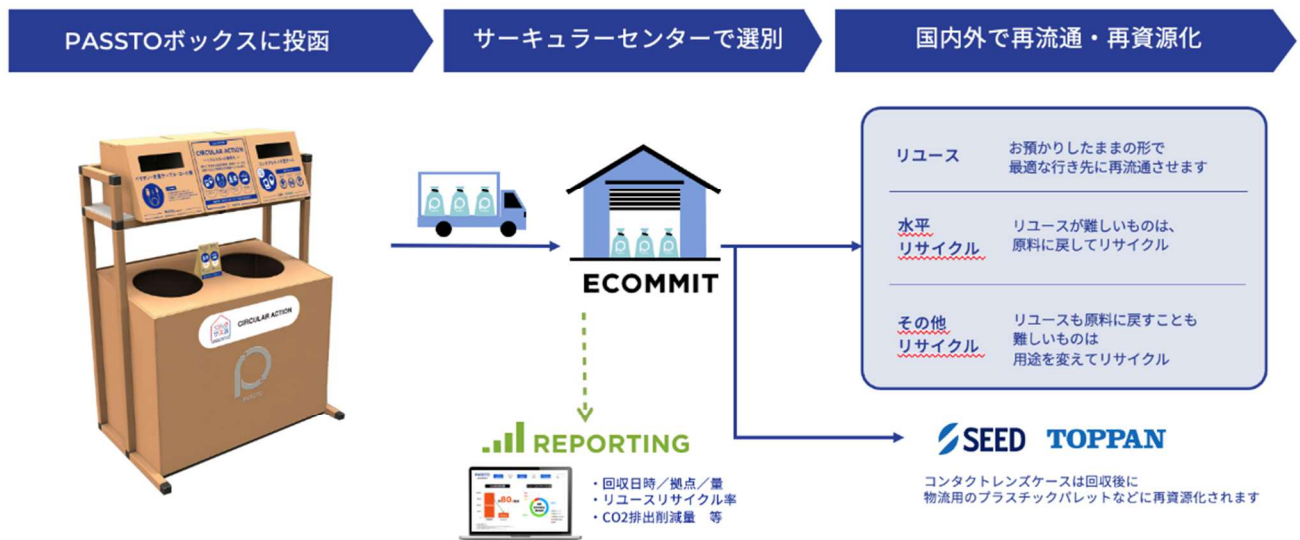 PASSTOボックスに投函
サーキュラーセンターで選別
国内外で再流通・再資源化
CIRCULAR ACTION
CIRCULAR ACTION
PASSTO
ECOMMIT
REPORTING
・回収日時／拠点／量
・リユースリサイクル率
・CO2排出削減量　等
リユース
お預かりしたままの形で
最適な行き先に再流通させます
水平
リサイクル
リユースが難しいものは、
原料に戻してリサイクル
その他
リサイクル
リユースも原料に戻すことも
難しいものは
用途を変えてリサイクル
SEED
TOPPAN
コンタクトレンズケースは回収後に
物流用のプラスチックパレットなどに再資源化されます